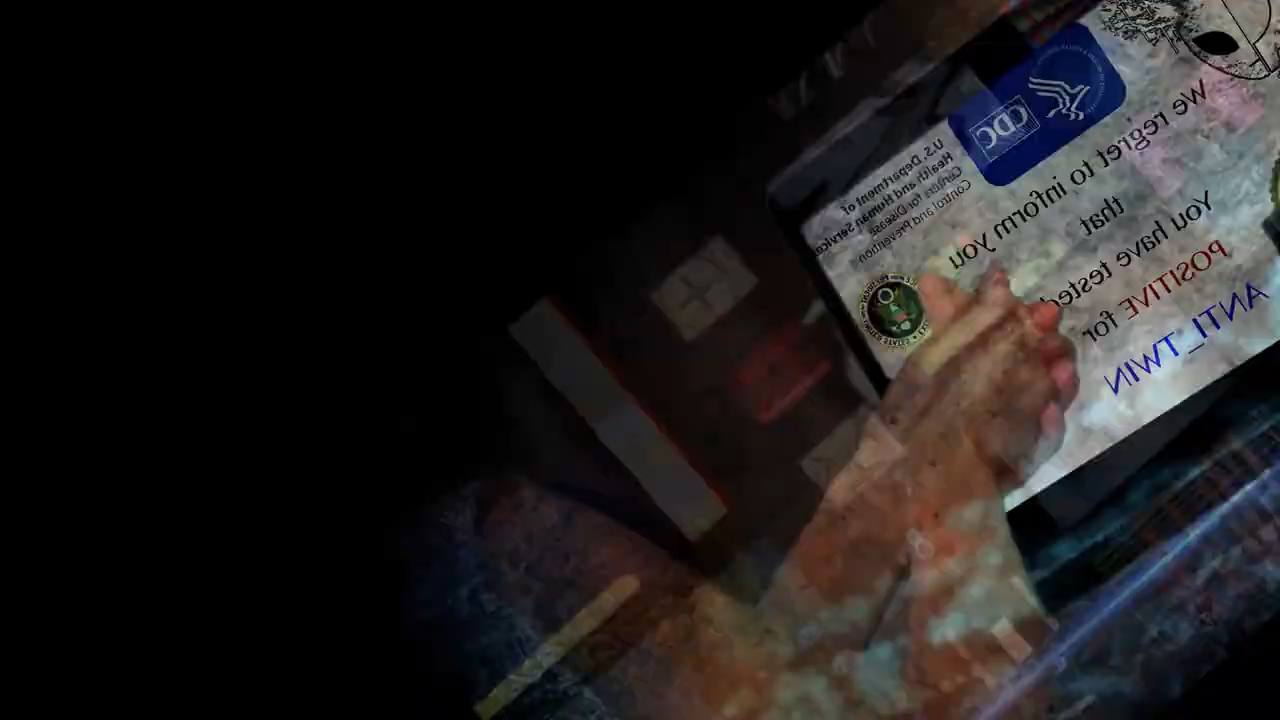 CDC
U.S. Department of
Health and Human Services
Centers for Disease
Control and Prevention
We regret to inform you
that
You have tested
POSITIVE for
ANTI_TWIN